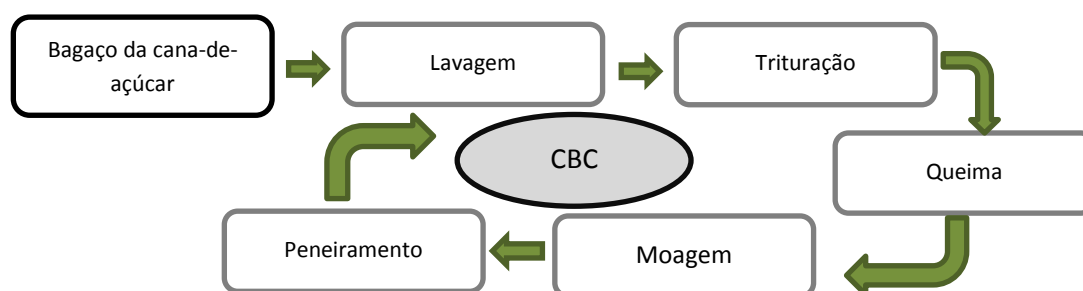 Bagaço da cana-de-
açúcar
Lavagem
Trituração
Queima
Moagem
Peneiramento
CBC